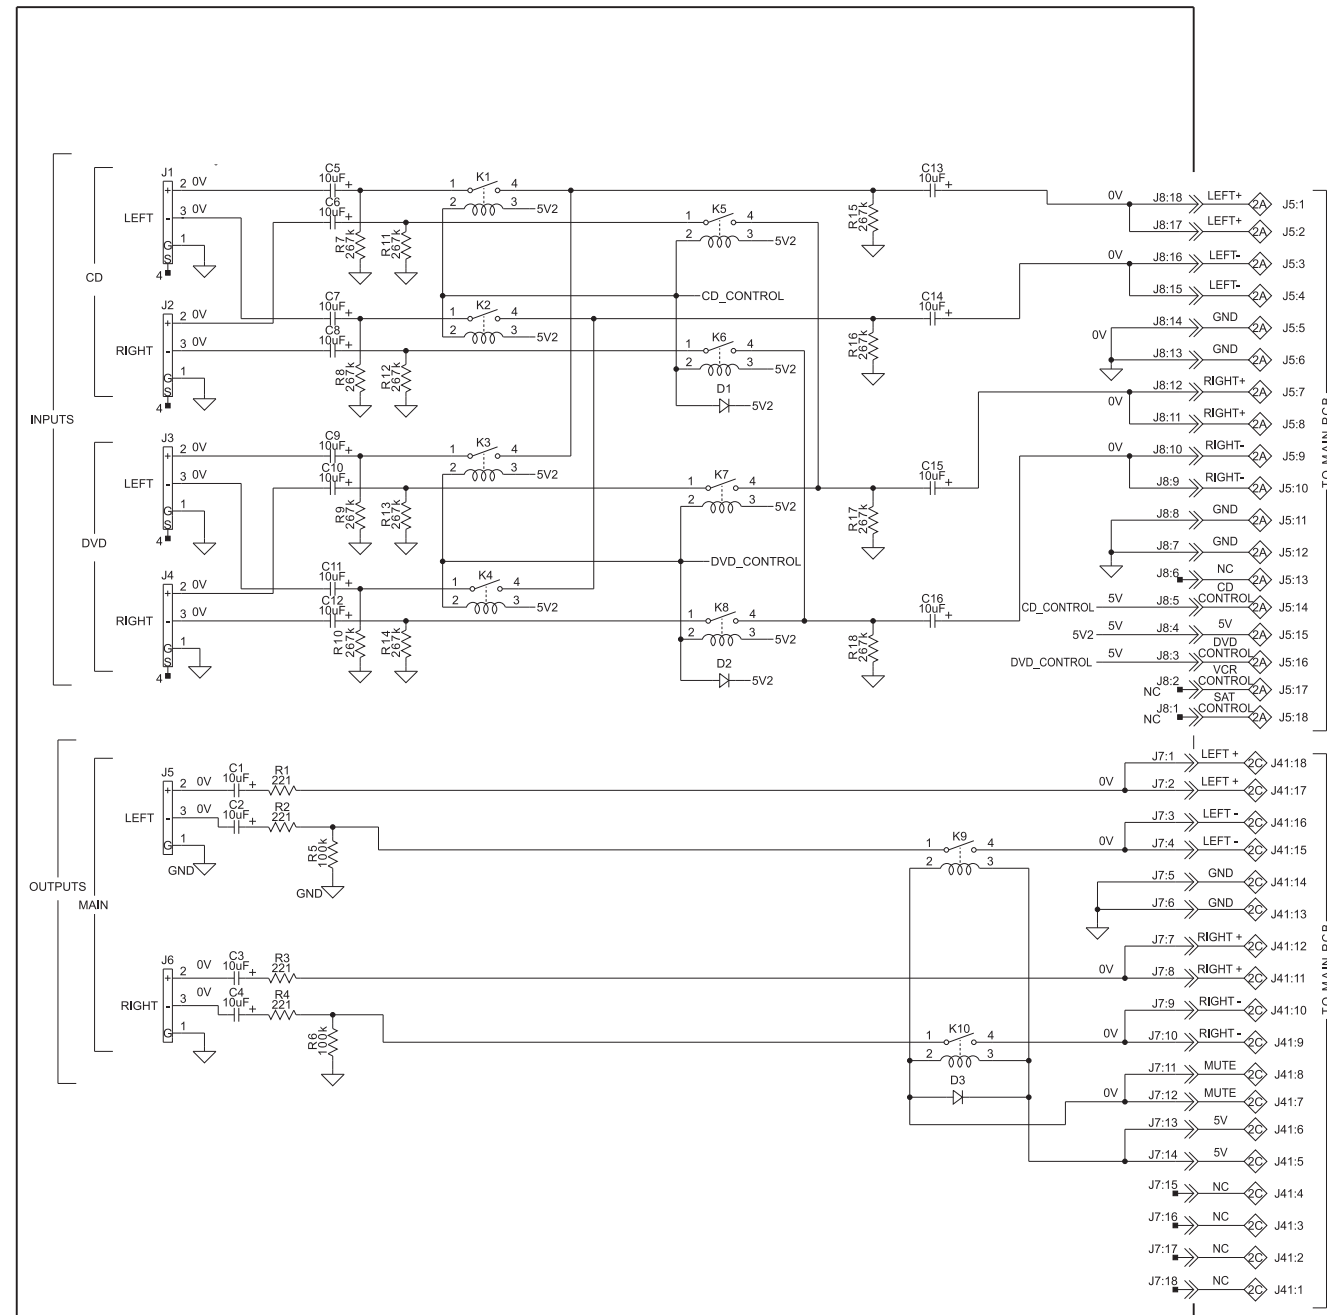 INPUTS
CD
J1
LEFT
+ 2 0V
- 3 0V
G 1
S
4
J2
RIGHT
+ 2 0V
- 3 0V
G 1
S
4
DVD
J3
LEFT
+ 2 0V
- 3 0V
G 1
S
4
J4
RIGHT
+ 2 0V
- 3 0V
G 1
S
4
C5
10uF +
C6
10uF +
R7
267k
R11
267k
C7
10uF +
C8
10uF +
R8
267k
R12
267k
C9
10uF +
C10
10uF +
R9
267k
R13
267k
C11
10uF +
C12
10uF +
R10
267k
R14
267k
K1
1 4
2 3 5V2
K5
1 4
2 3 5V2
CD_CONTROL
K2
1 4
2 3 5V2
K6
1 4
2 3 5V2
D1
5V2
K3
1 4
2 3 5V2
K7
1 4
2 3 5V2
DVD_CONTROL
K4
1 4
2 3 5V2
K8
1 4
2 3 5V2
D2
5V2
R15
267k
C13
10uF +
R16
267k
C14
10uF +
R17
267k
C15
10uF +
R18
267k
C16
10uF +
0V J8:18 LEFT+ 2A J5:1
J8:17 LEFT+ 2A J5:2
0V J8:16 LEFT- 2A J5:3
J8:15 LEFT- 2A J5:4
0V J8:14 GND 2A J5:5
J8:13 GND 2A J5:6
0V J8:12 RIGHT+ 2A J5:7
J8:11 RIGHT+ 2A J5:8
0V J8:10 RIGHT- 2A J5:9
J8:9 RIGHT- 2A J5:10
J8:8 GND 2A J5:11
J8:7 GND 2A J5:12
J8:6 NC 2A J5:13
CD_CONTROL 5V J8:5 CD CONTROL 2A J5:14
5V2 5V J8:4 5V 2A J5:15
DVD_CONTROL 5V J8:3 DVD CONTROL 2A J5:16
NC J8:2 VCR CONTROL 2A J5:17
NC J8:1 SAT CONTROL 2A J5:18
TO MAIN PCB
OUTPUTS
MAIN
J5
LEFT
+ 2 0V
- 3 0V
G 1
GND
C1
10uF +
R1
221
C2
10uF +
R2
221
R5
100k
GND
J6
RIGHT
+ 2 0V
- 3 0V
G 1
C3
10uF +
R3
221
C4
10uF +
R4
221
R6
100k
K9
1 4
2 3
K10
1 4
2 3
D3
J7:1 LEFT + 2C J41:18
0V J7:2 LEFT + 2C J41:17
J7:3 LEFT - 2C J41:16
0V J7:4 LEFT - 2C J41:15
J7:5 GND 2C J41:14
J7:6 GND 2C J41:13
J7:7 RIGHT + 2C J41:12
0V J7:8 RIGHT + 2C J41:11
J7:9 RIGHT - 2C J41:10
0V J7:10 RIGHT - 2C J41:9
J7:11 MUTE 2C J41:8
0V J7:12 MUTE 2C J41:7
J7:13 5V 2C J41:6
J7:14 5V 2C J41:5
J7:15 NC 2C J41:4
J7:16 NC 2C J41:3
J7:17 NC 2C J41:2
J7:18 NC 2C J41:1
TO MAIN PCB